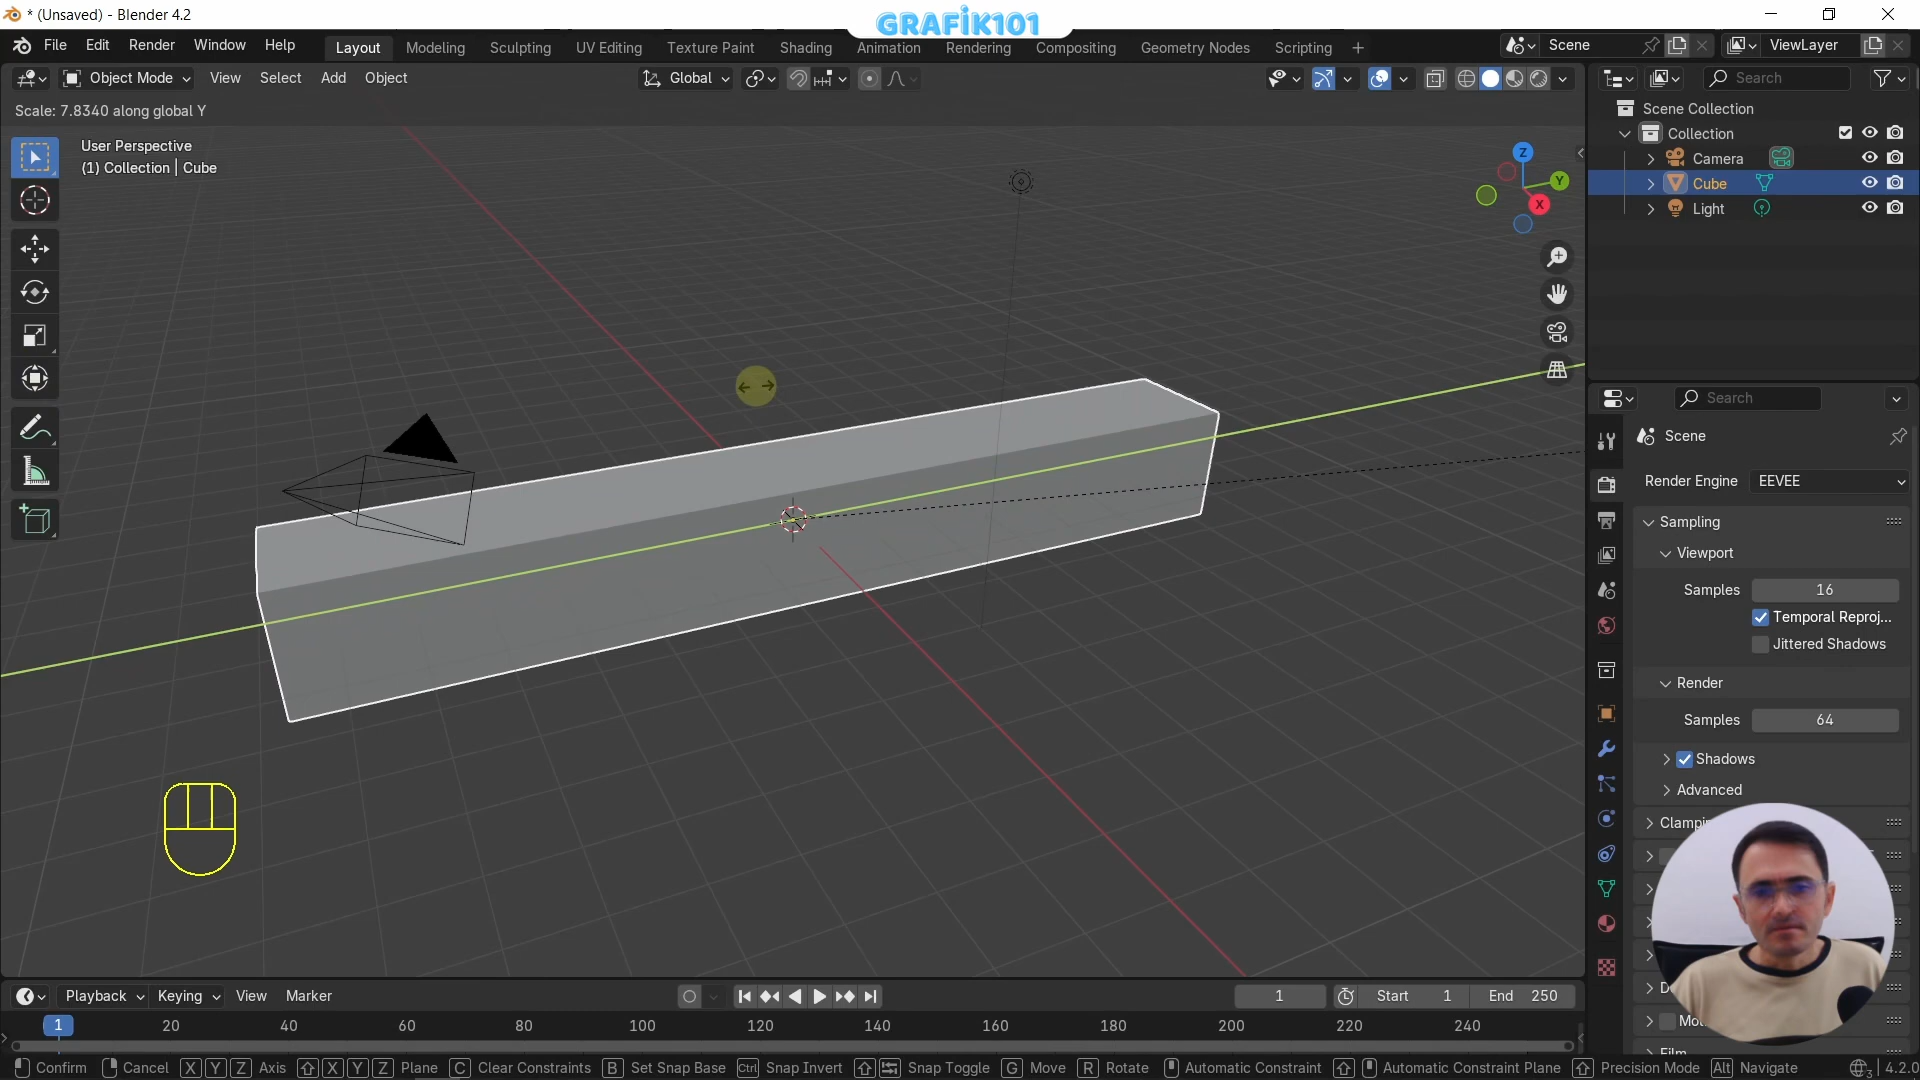 * (Unsaved) - Blender 4.2
GRAFİK101
File Edit Render Window Help
Layout Modeling Sculpting UV Editing Texture Paint Shading Animation Rendering Compositing Geometry Nodes Scripting +
Scene
ViewLayer
Object Mode View Select Add Object
Global
Search
Scale: 7.8340 along global Y
User Perspective
(1) Collection | Cube
Z
Y
X
Scene Collection
Collection
Camera
Cube
Light
Search
Scene
Render Engine EEVEE
Sampling
Viewport
Samples 16
Temporal Reproj...
Jittered Shadows
Render
Samples 64
Shadows
Advanced
Playback Keying View Marker
1 Start 1 End 250
1 20 40 60 80 100 120 140 160 180 200 220 240
Confirm Cancel X Y Z Axis X Y Z Plane C Clear Constraints B Set Snap Base Ctrl Snap Invert Snap Toggle G Move R Rotate Automatic Constraint Automatic Constraint Plane Precision Mode Alt Navigate 4.2.0